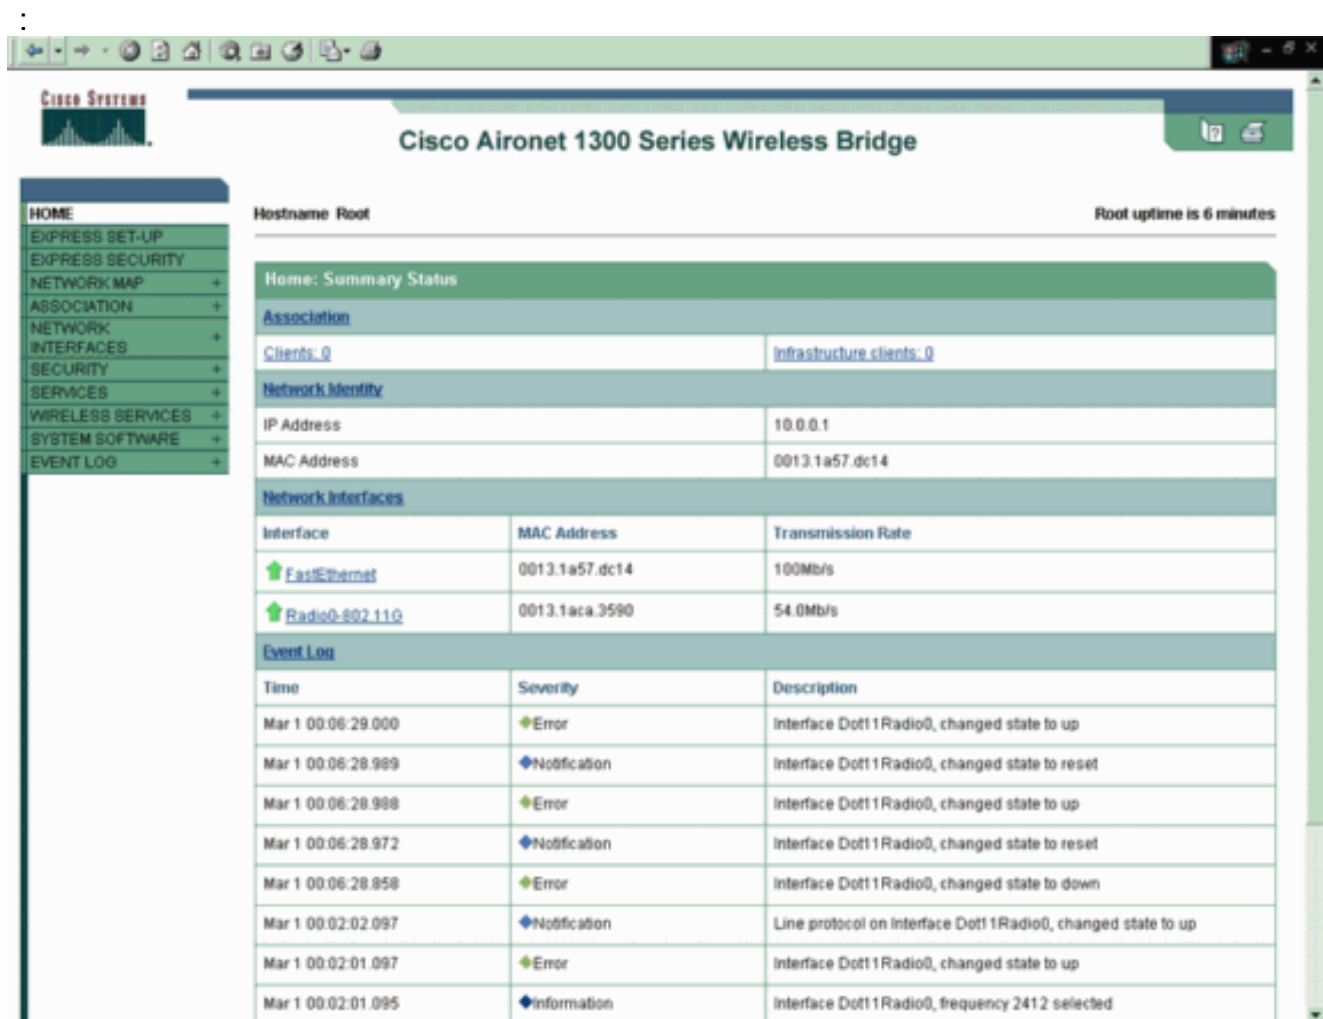 :
Cisco Systems
Cisco Aironet 1300 Series Wireless Bridge
HOME
EXPRESS SET-UP
EXPRESS SECURITY
NETWORK MAP +
ASSOCIATION +
NETWORK
INTERFACES +
SECURITY +
SERVICES +
WIRELESS SERVICES +
SYSTEM SOFTWARE +
EVENT LOG +
Hostname Root Root uptime is 6 minutes
Home: Summary Status
Association
Clients: 0 Infrastructure clients: 0
Network Identity
IP Address 10.0.0.1
MAC Address 0013.1a57.dc14
Network Interfaces
Interface MAC Address Transmission Rate
FastEthernet 0013.1a57.dc14 100Mb/s
Radio0-802.11G 0013.1aca.3590 54.0Mb/s
Event Log
Time Severity Description
Mar 1 00:06:29.000 Error Interface Dot11Radio0, changed state to up
Mar 1 00:06:28.989 Notification Interface Dot11Radio0, changed state to reset
Mar 1 00:06:28.988 Error Interface Dot11Radio0, changed state to up
Mar 1 00:06:28.972 Notification Interface Dot11Radio0, changed state to reset
Mar 1 00:06:28.858 Error Interface Dot11Radio0, changed state to down
Mar 1 00:02:02.097 Notification Line protocol on Interface Dot11Radio0, changed state to up
Mar 1 00:02:01.097 Error Interface Dot11Radio0, changed state to up
Mar 1 00:02:01.095 Information Interface Dot11Radio0, frequency 2412 selected